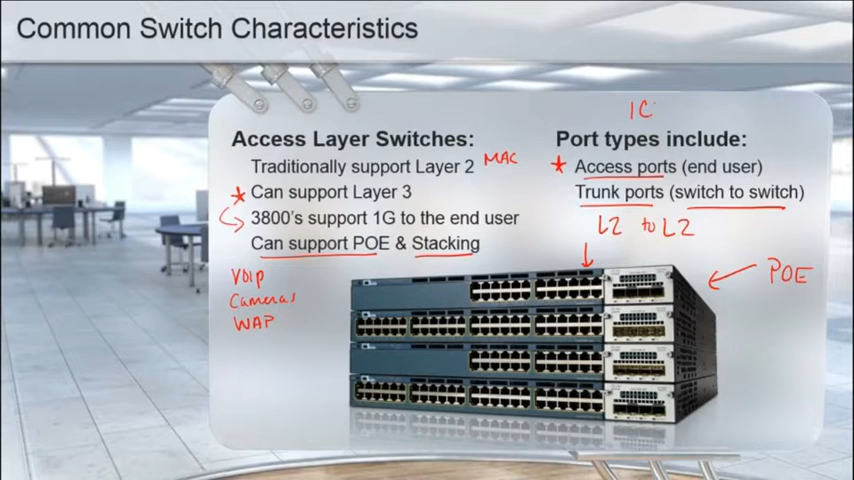 Common Switch Characteristics
1C
Access Layer Switches:
Traditionally support Layer 2 MAC
Can support Layer 3
3800's support 1G to the end user
Can support POE & Stacking
VOIP
Cameras
WAP
Port types include:
Access ports (end user)
Trunk ports (switch to switch)
L2 to L2
POE